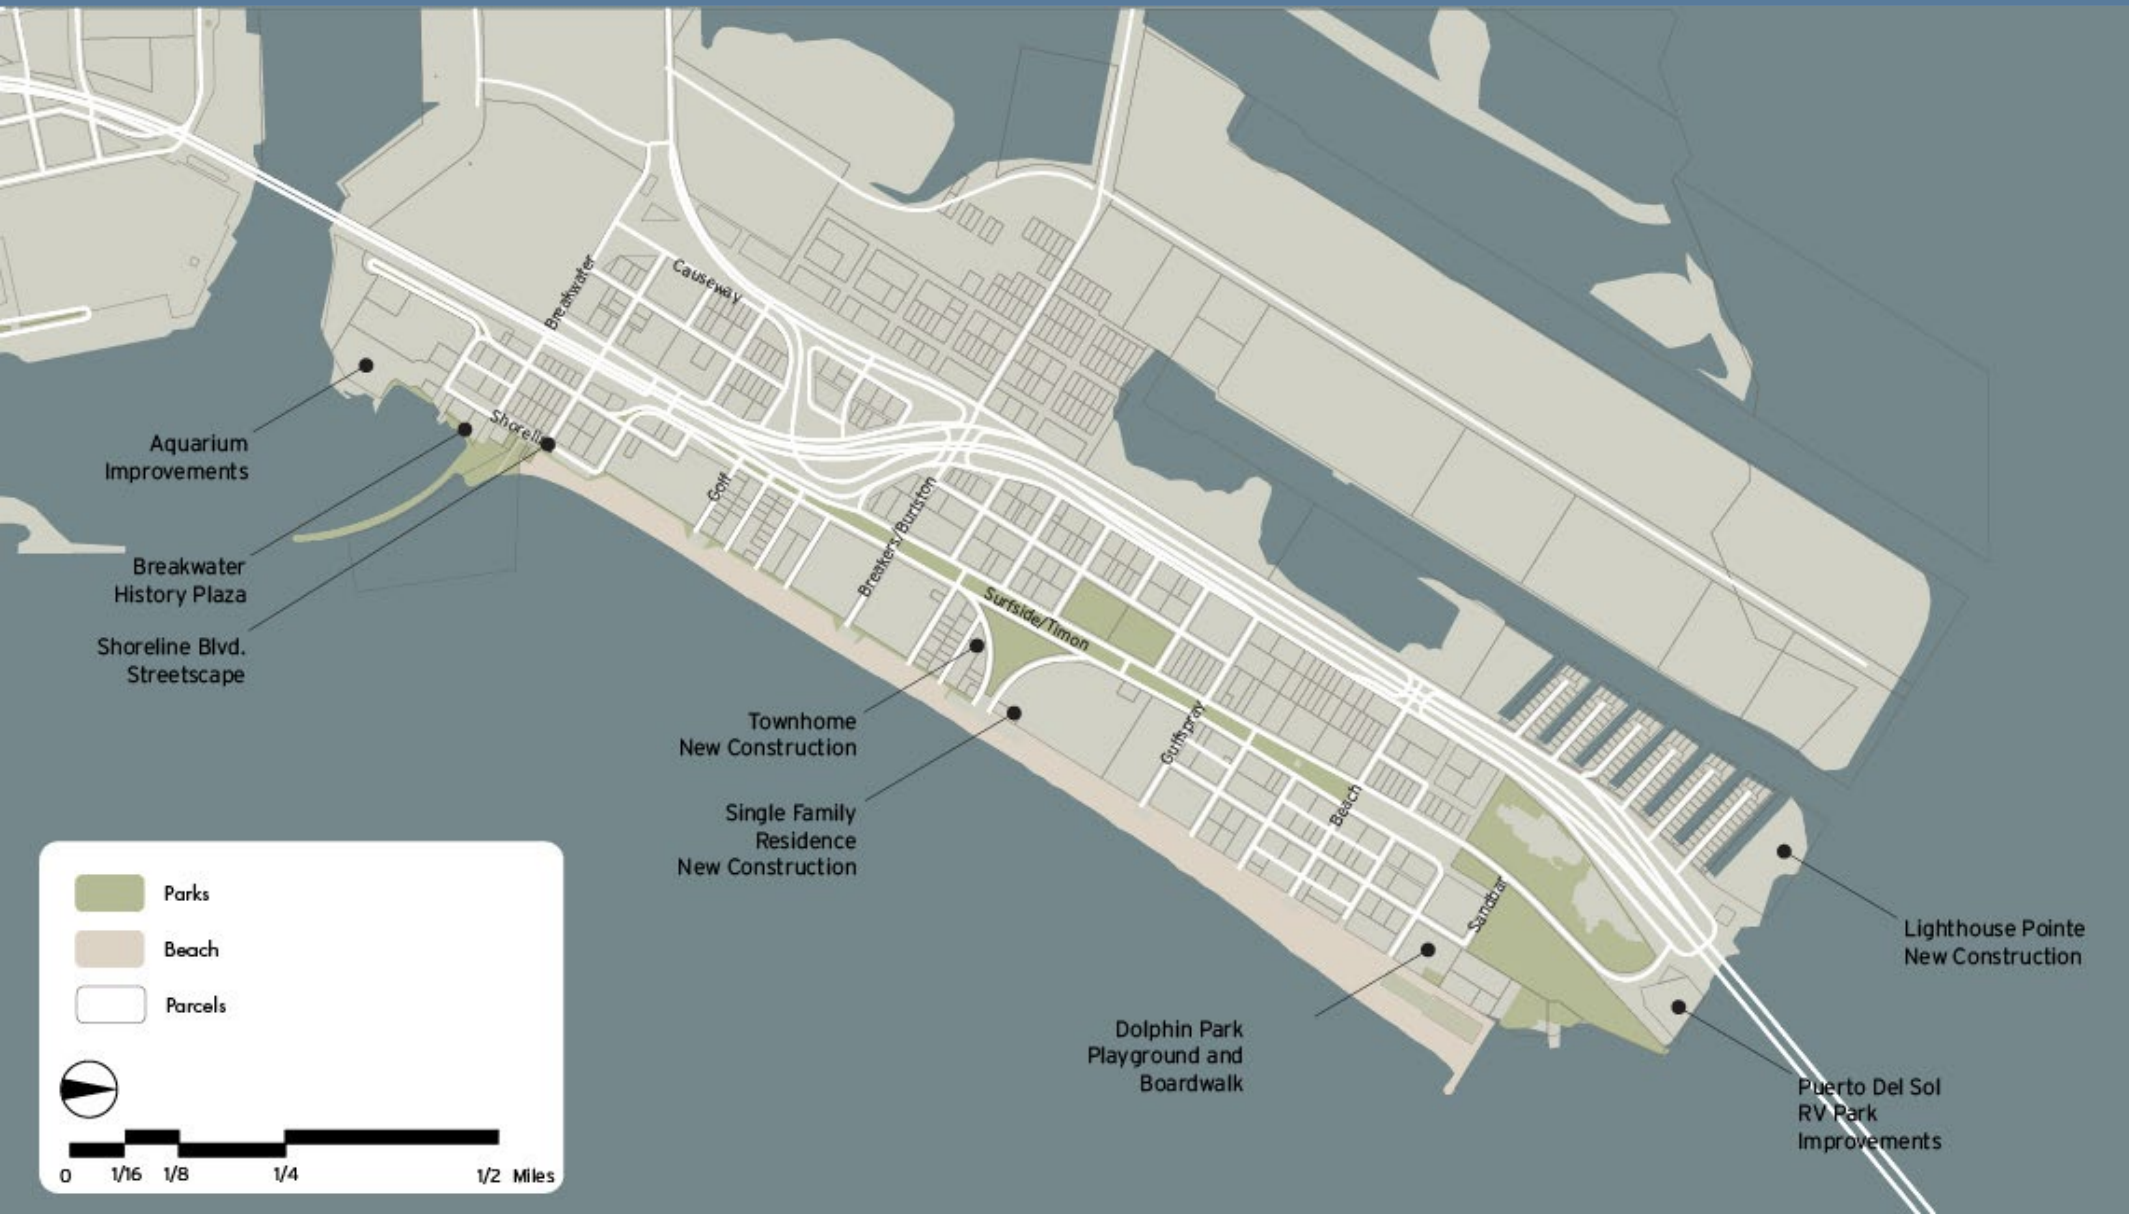 Causeway
Breakwater
Aquarium
Improvements
Shoreli
Golf
Breakers/Burleson
Breakwater
History Plaza
Shoreline Blvd.
Streetscape
Surfside/Timon
Townhome
New Construction
Gulfspray
Single Family
Residence
New Construction
Beach
Sandbar
Lighthouse Pointe
New Construction
Dolphin Park
Playground and
Boardwalk
Puerto Del Sol
RV Park
Improvements
Parks
Beach
Parcels
0 1/16 1/8 1/4 1/2 Miles